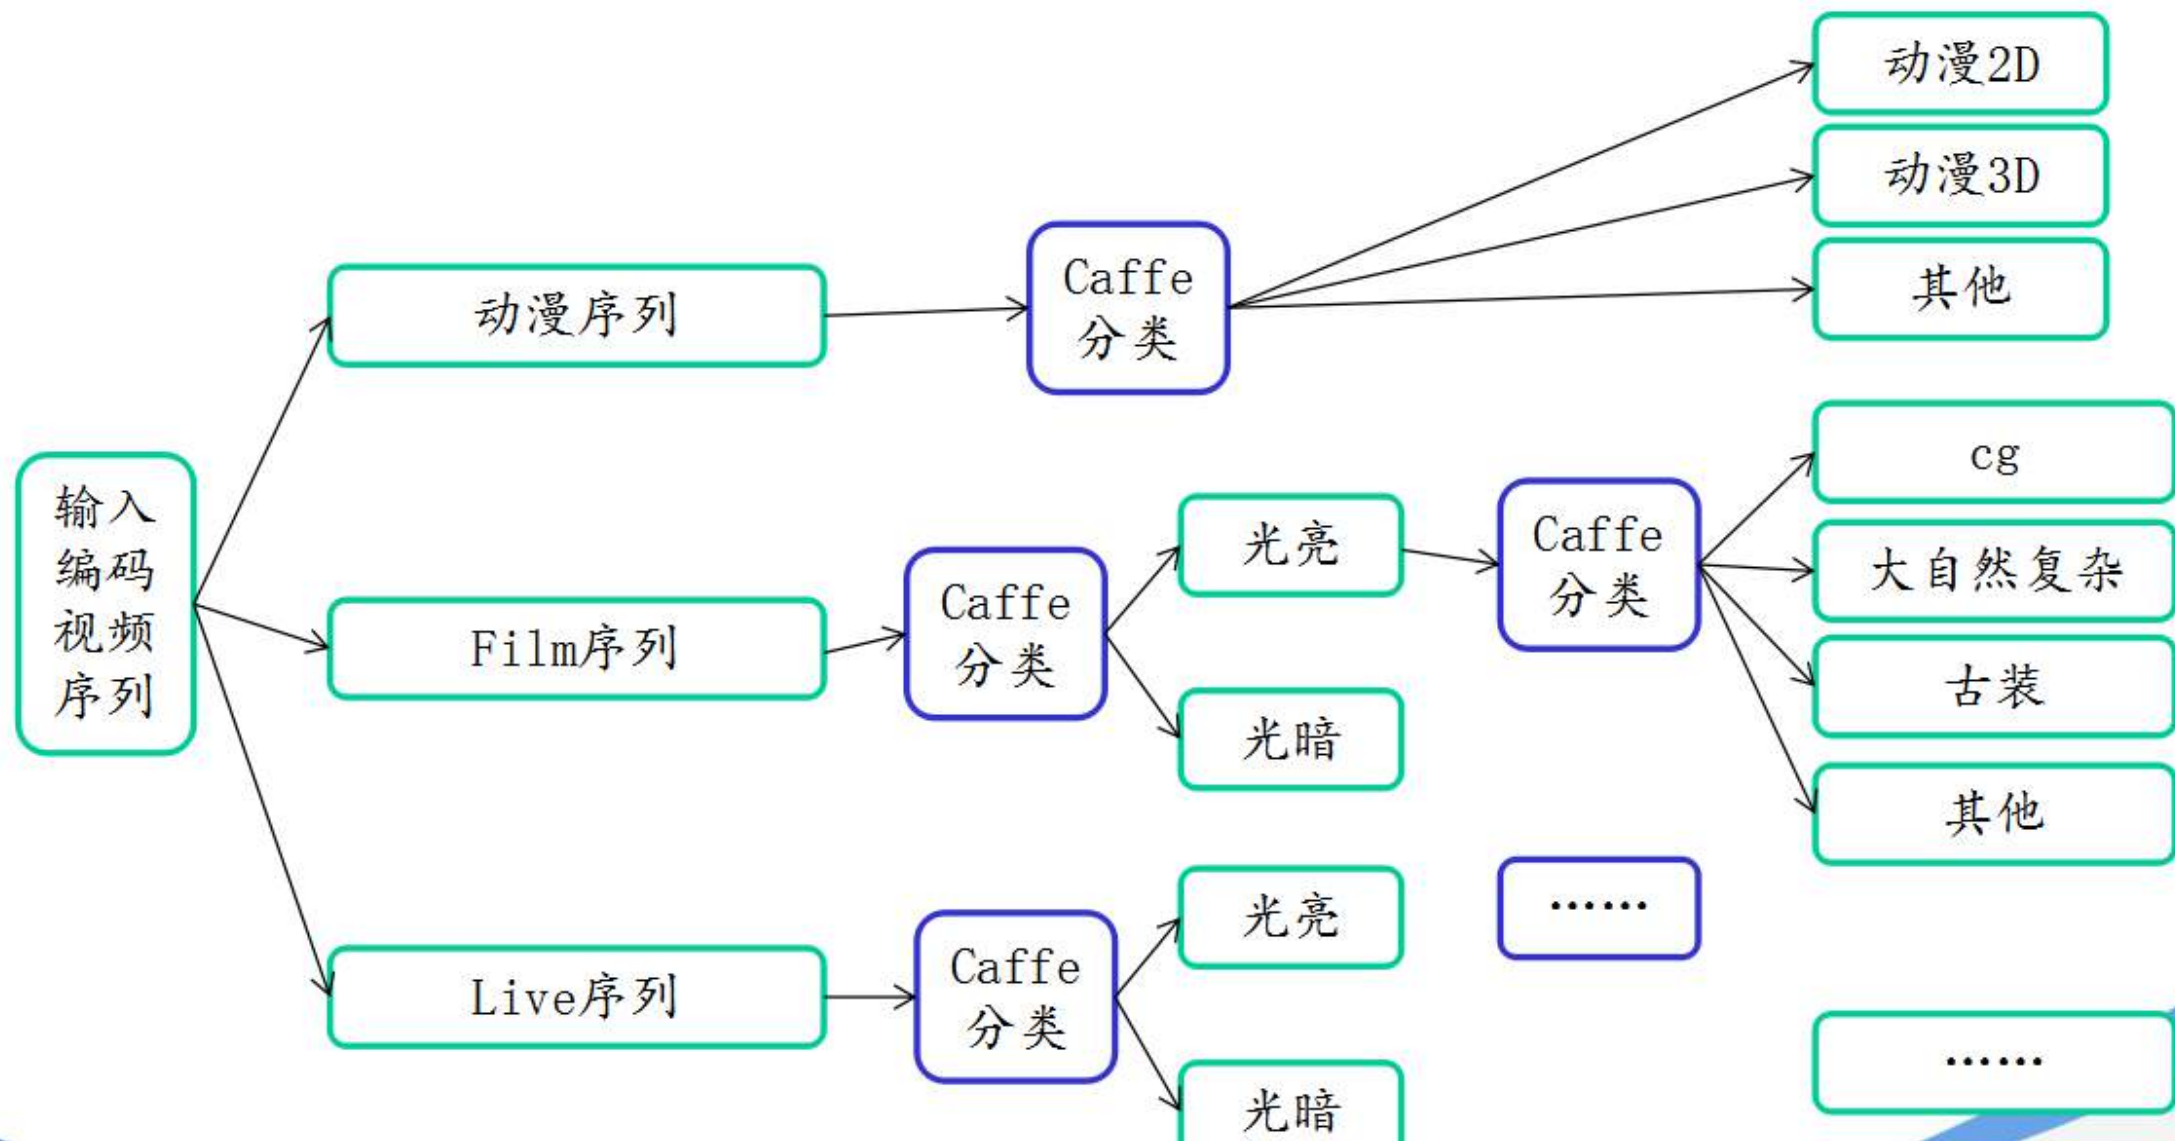 输入
编码
视频
序列
动漫序列
Caffe
分类
动漫2D
动漫3D
其他
Film序列
Caffe
分类
光亮
光暗
Caffe
分类
cg
大自然复杂
古装
其他
Live序列
Caffe
分类
光亮
光暗
……
……